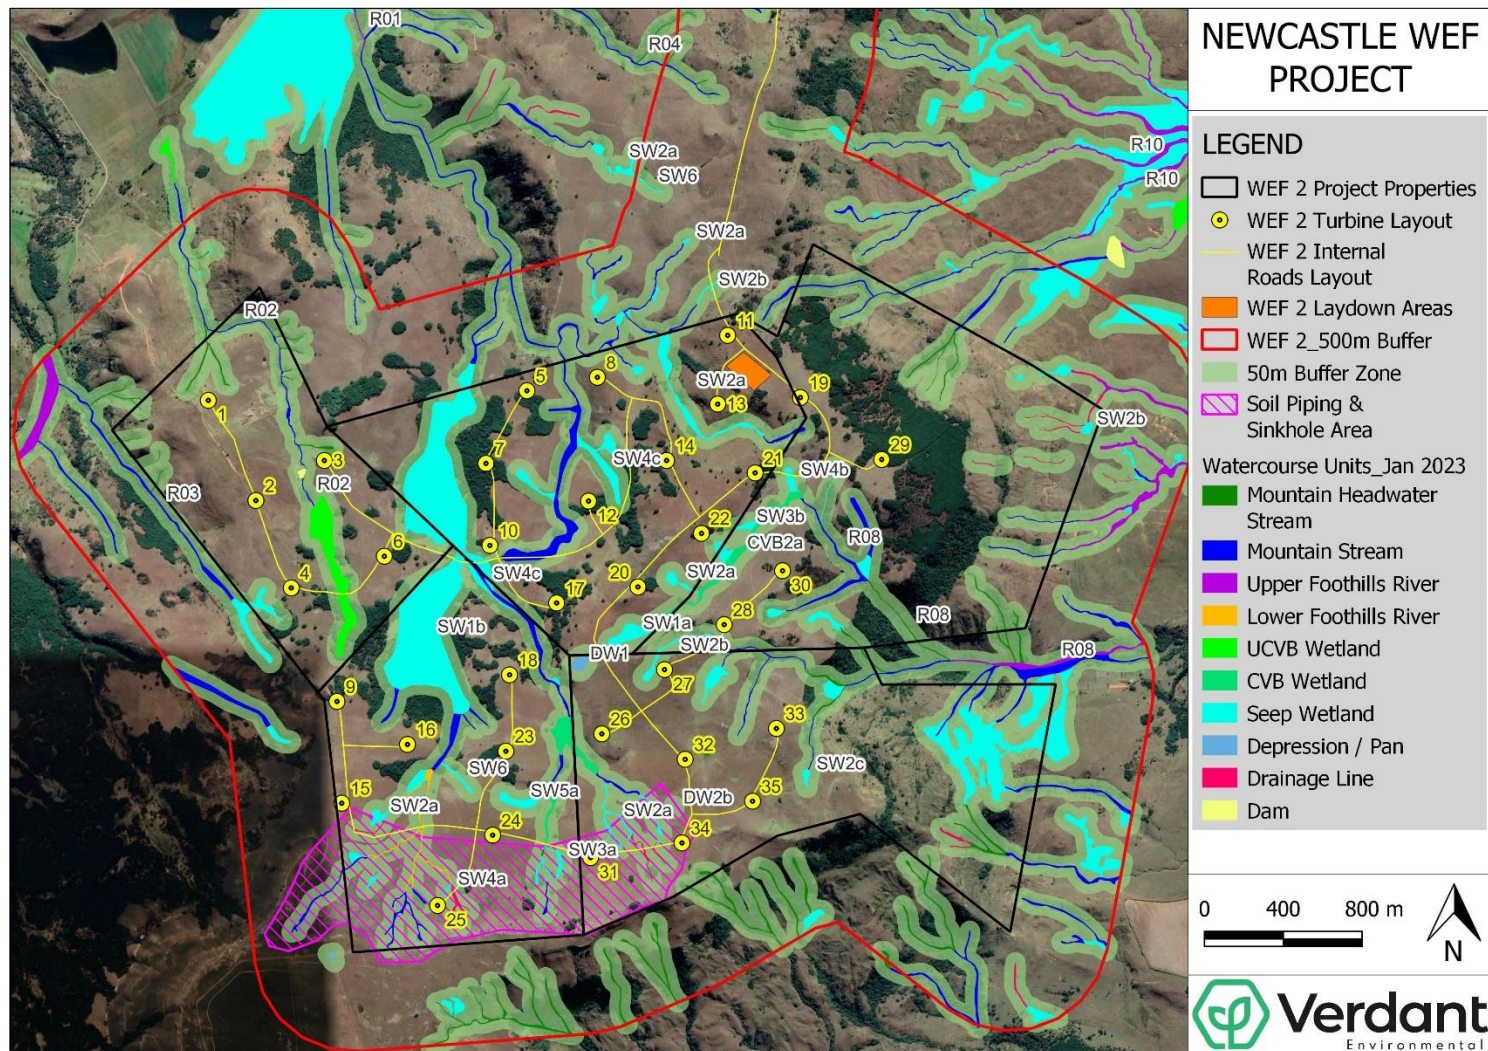 NEWCASTLE WEF
PROJECT
LEGEND
WEF 2 Project Properties
WEF 2 Turbine Layout
WEF 2 Internal
Roads Layout
WEF 2 Laydown Areas
WEF 2_500m Buffer
50m Buffer Zone
Soil Piping &
Sinkhole Area
Watercourse Units_Jan 2023
Mountain Headwater
Stream
Mountain Stream
Upper Foothills River
Lower Foothills River
UCVB Wetland
CVB Wetland
Seep Wetland
Depression / Pan
Drainage Line
Dam
0 400 800 m
N
Verdant
Environmental
R01
R04
R10
SW2a
SW6
R10
SW2a
SW2b
R02
11
8
5
SW2a
19
1
13
SW2b
3
7
SW4c
14
21
SW4b
29
R03
2
R02
12
SW3b
22
10
CVB2a
R08
6
SW4c
SW2a
30
4
20
17
SW1b
SW1a
28
R08
DW1
SW2b
R08
18
27
9
26
33
16
23
32
SW6
SW2c
15
SW2a
SW5a
SW2a
DW2b
35
24
34
SW3a
31
SW4a
25